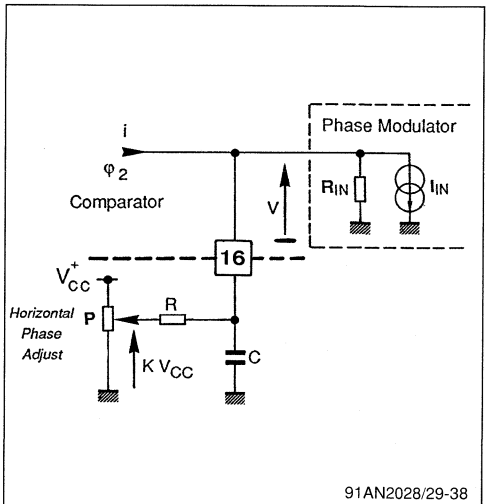 Phase Modulator
i
φ2
Comparator
V
RIN
IIN
16
V+CC
Horizontal
Phase
Adjust
P
R
K VCC
C
91AN2028/29-38